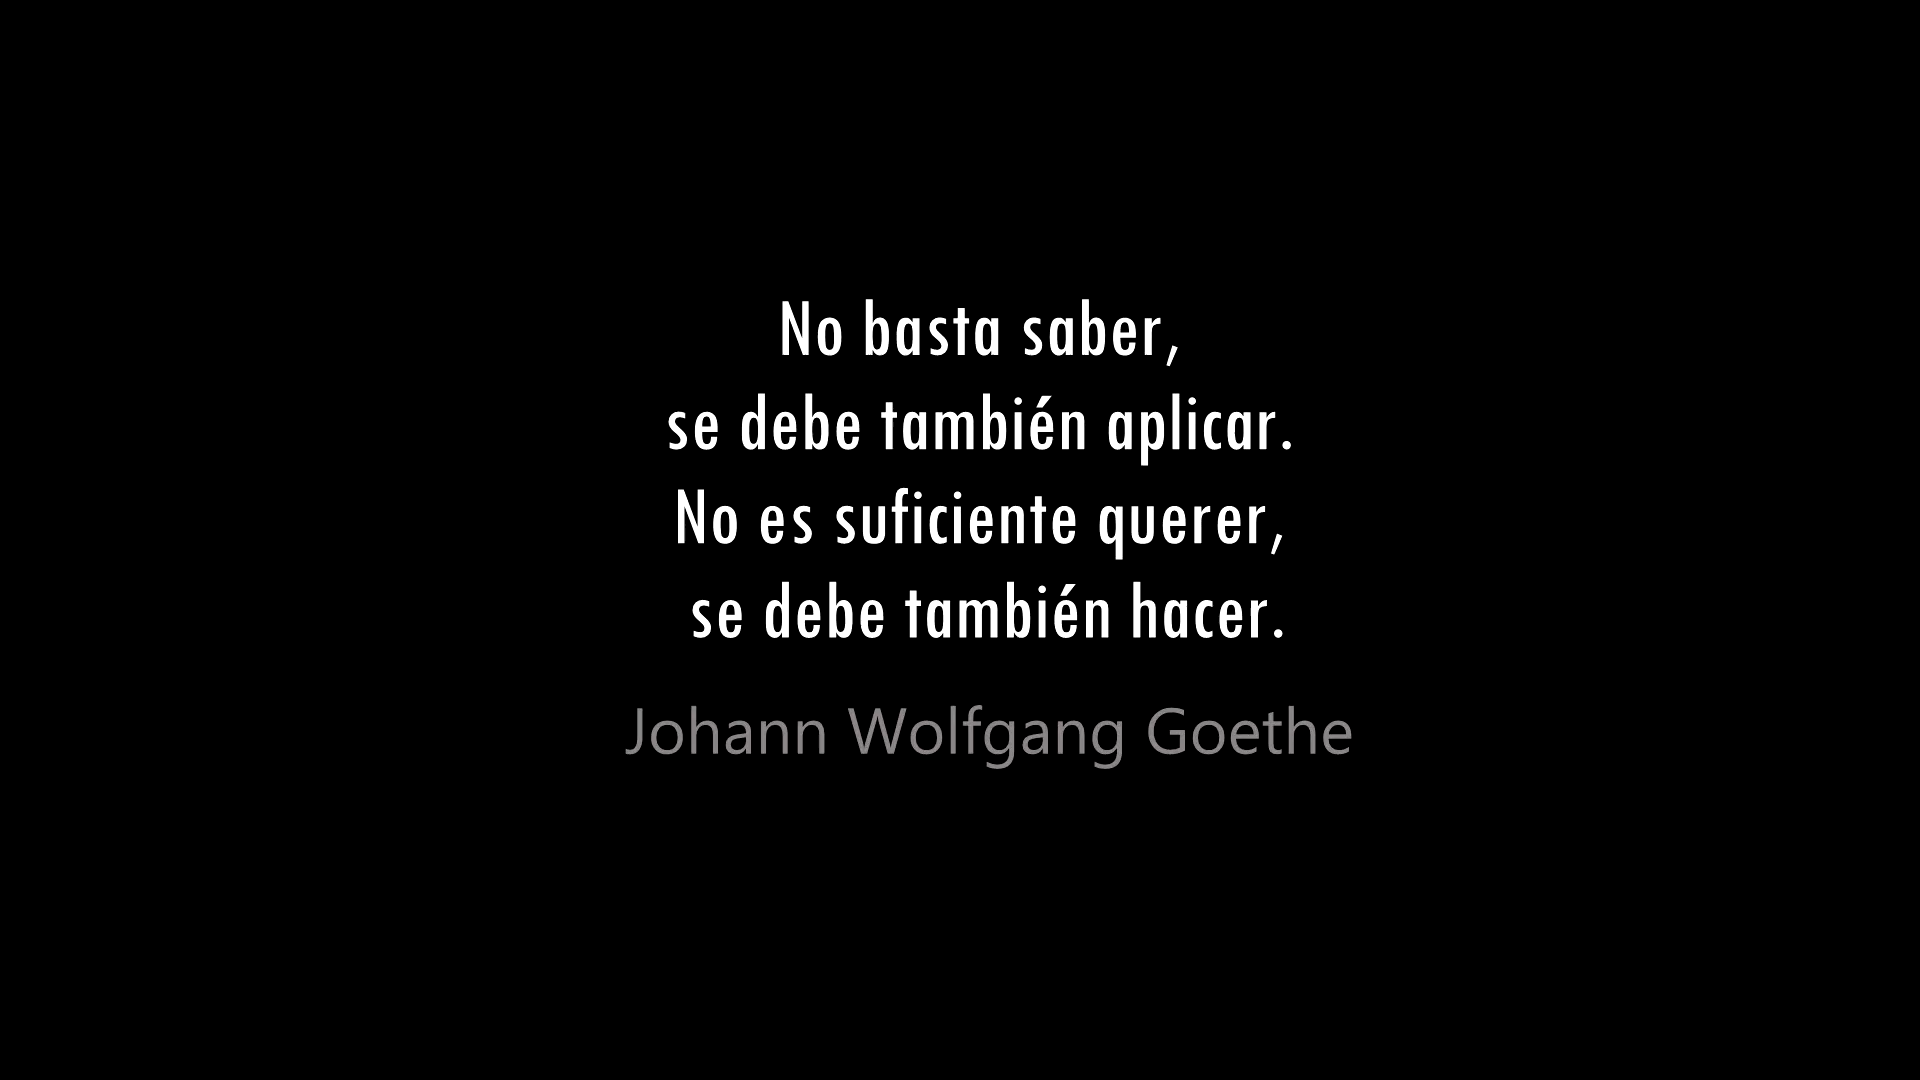 No basta saber,
se debe también aplicar.
No es suficiente querer,
se debe también hacer.
Johann Wolfgang Goethe